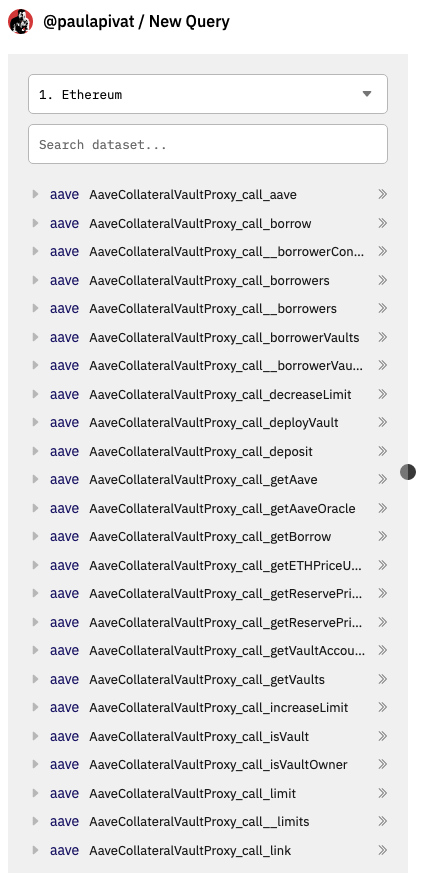 @paulapivat / New Query
1. Ethereum
Search dataset...
aave AaveCollateralVaultProxy_call_aave
aave AaveCollateralVaultProxy_call_borrow
aave AaveCollateralVaultProxy_call__borrowerCon...
aave AaveCollateralVaultProxy_call_borrowers
aave AaveCollateralVaultProxy_call__borrowers
aave AaveCollateralVaultProxy_call_borrowerVaults
aave AaveCollateralVaultProxy_call__borrowerVau...
aave AaveCollateralVaultProxy_call_decreaseLimit
aave AaveCollateralVaultProxy_call_deployVault
aave AaveCollateralVaultProxy_call_deposit
aave AaveCollateralVaultProxy_call_getAave
aave AaveCollateralVaultProxy_call_getAaveOracle
aave AaveCollateralVaultProxy_call_getBorrow
aave AaveCollateralVaultProxy_call_getETHPriceU...
aave AaveCollateralVaultProxy_call_getReservePri...
aave AaveCollateralVaultProxy_call_getReservePri...
aave AaveCollateralVaultProxy_call_getVaultAccou...
aave AaveCollateralVaultProxy_call_getVaults
aave AaveCollateralVaultProxy_call_increaseLimit
aave AaveCollateralVaultProxy_call_isVault
aave AaveCollateralVaultProxy_call_isVaultOwner
aave AaveCollateralVaultProxy_call_limit
aave AaveCollateralVaultProxy_call__limits
aave AaveCollateralVaultProxy_call_link